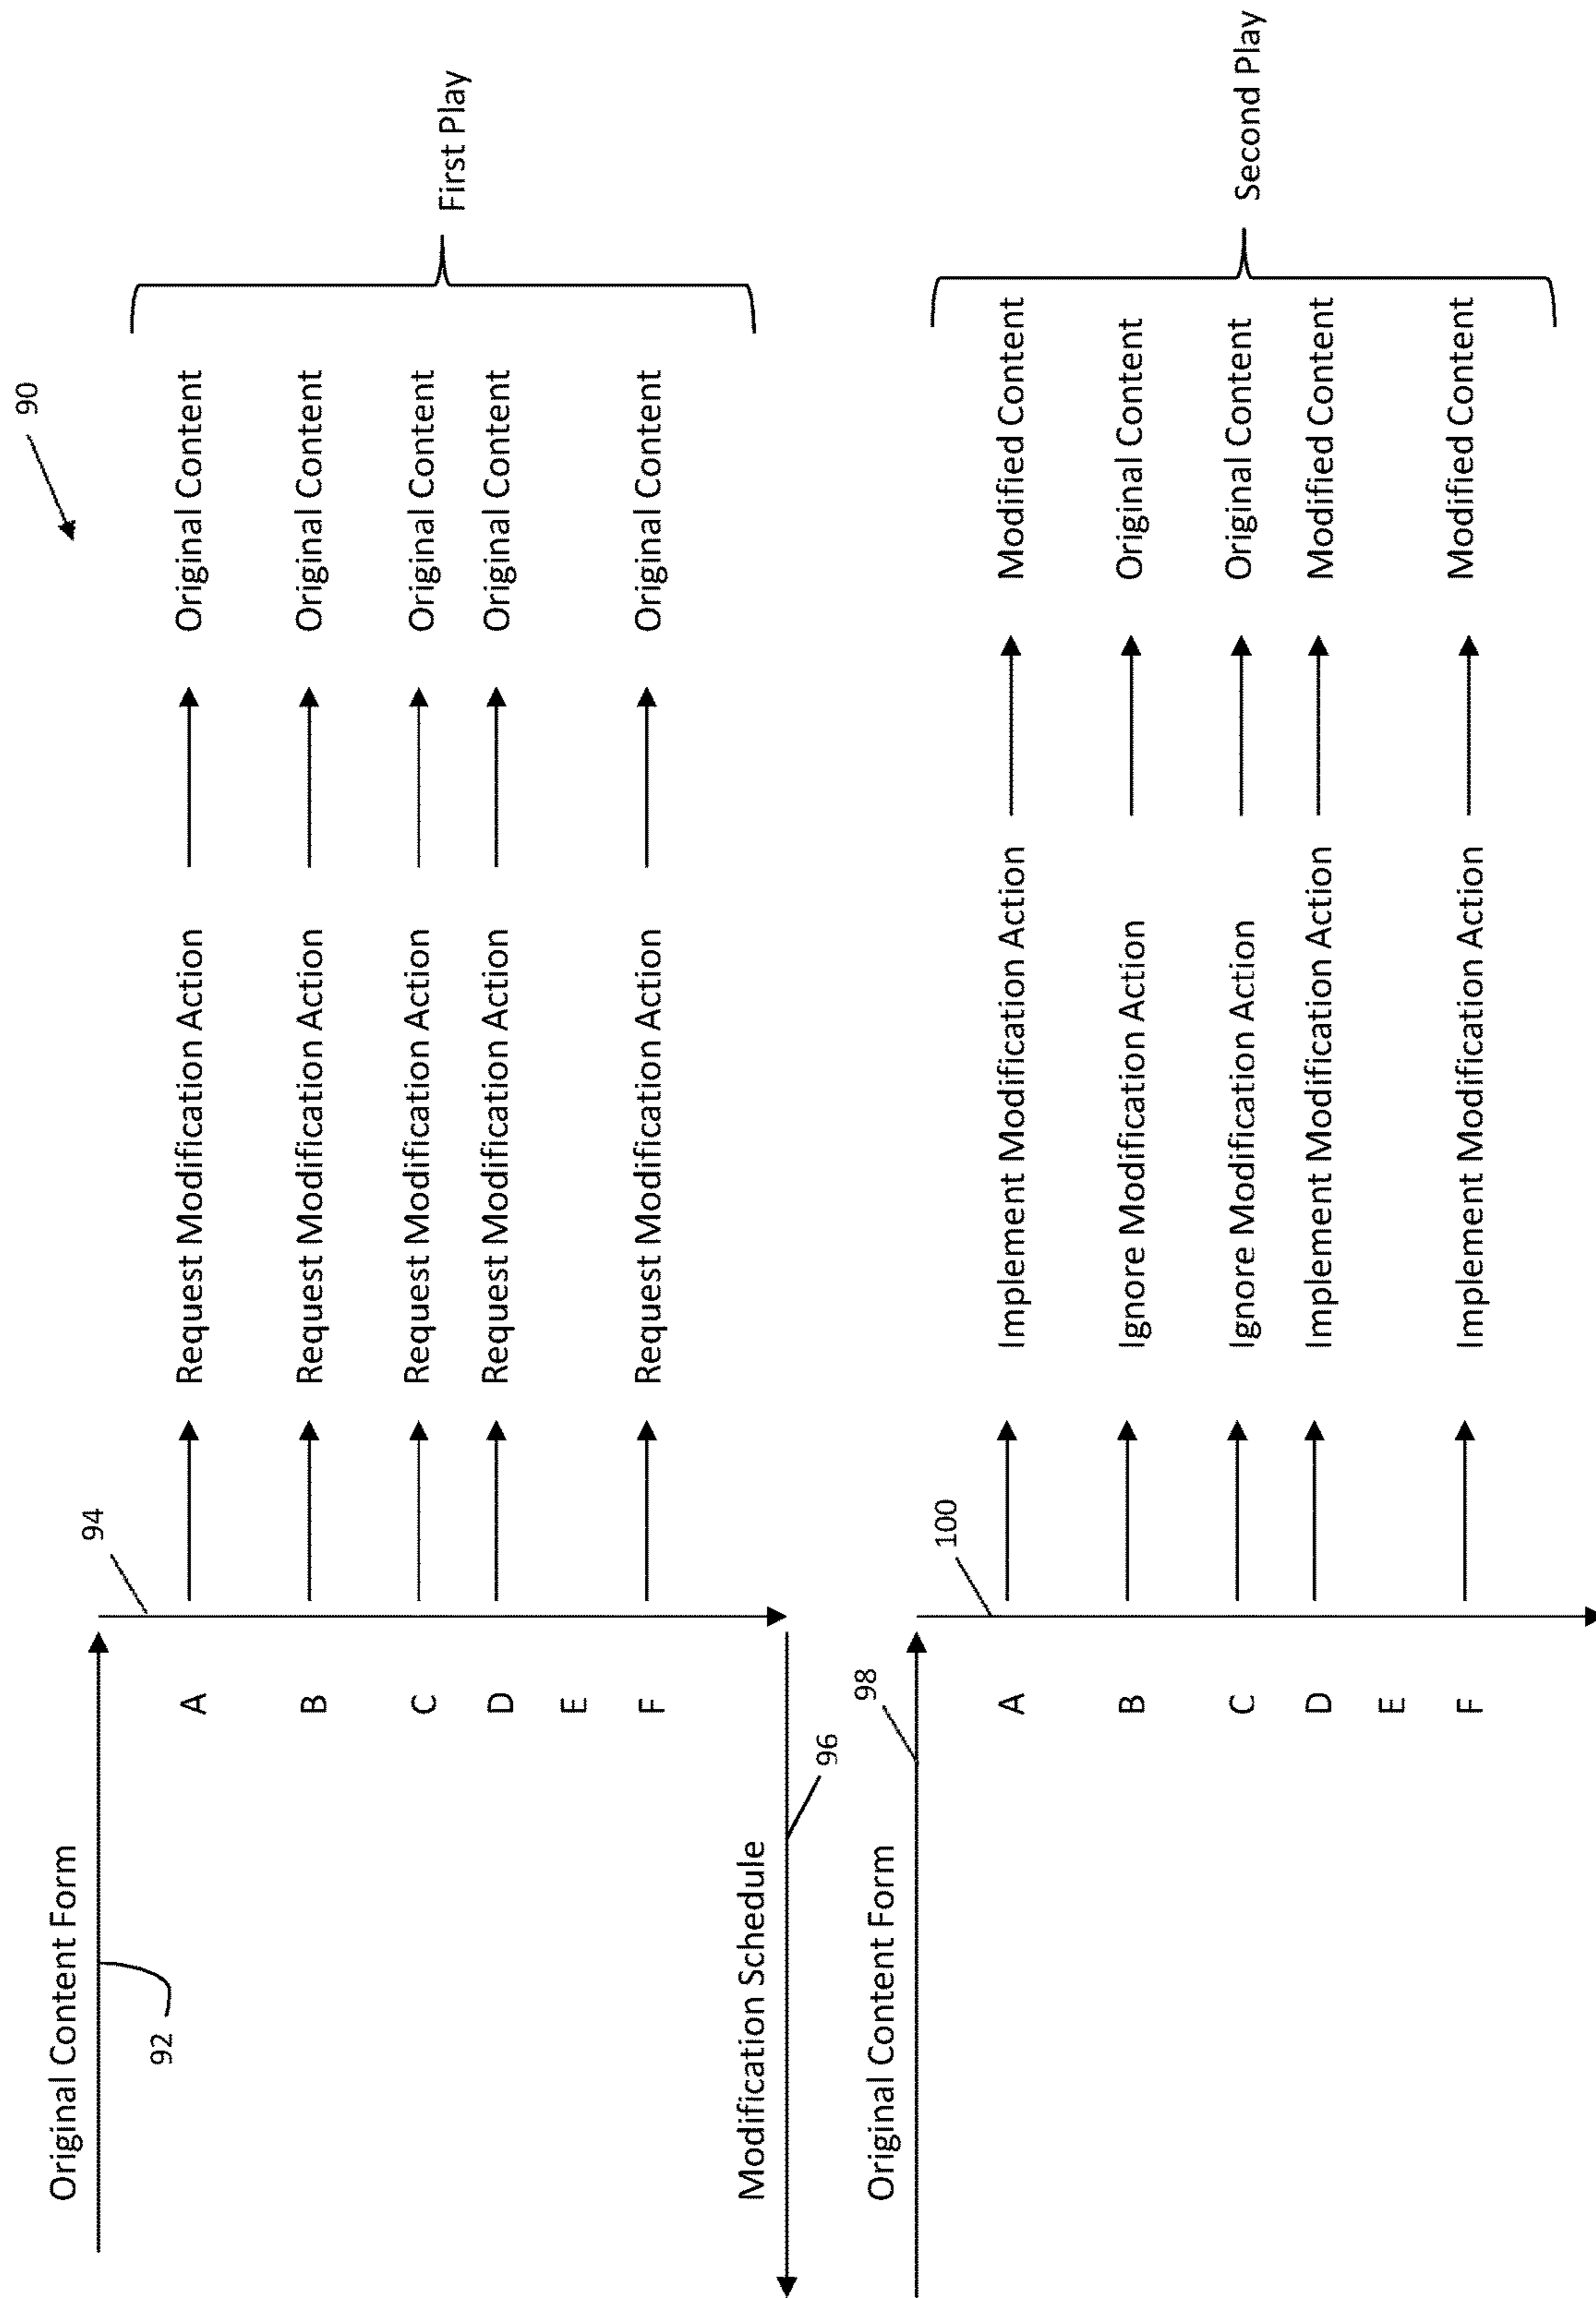 90
Original Content Form
92
94
A Request Modification Action Original Content
B Request Modification Action Original Content
C Request Modification Action Original Content
D Request Modification Action Original Content
E
F Request Modification Action Original Content
First Play
Modification Schedule
96
Original Content Form
98
100
A Implement Modification Action Modified Content
B Ignore Modification Action Original Content
C Ignore Modification Action Original Content
D Implement Modification Action Modified Content
E
F Implement Modification Action Modified Content
Second Play